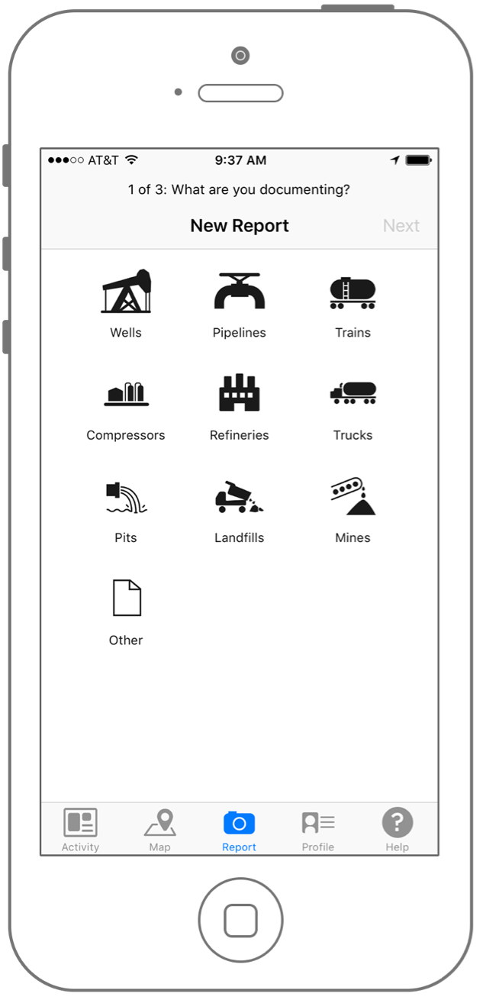 AT&T 9:37 AM
1 of 3: What are you documenting?
New Report Next
Wells Pipelines Trains
Compressors Refineries Trucks
Pits Landfills Mines
Other
Activity Map Report Profile Help